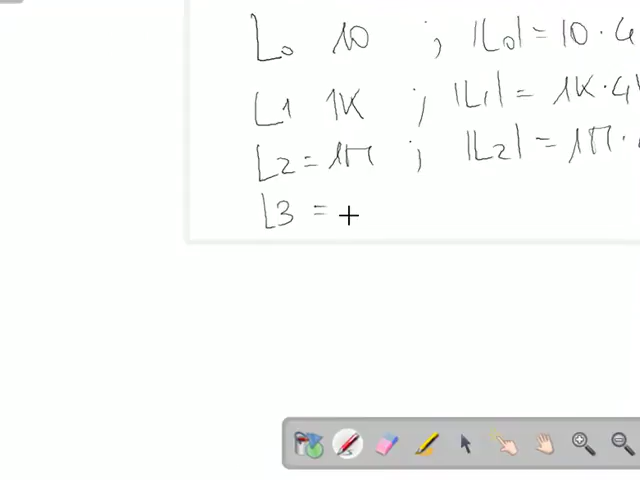 L0 10 ; |L0| = 10 · 4
L1 1K ; |L1| = 1K · 4
L2 = 1M ; |L2| = 1M ·
L3 =